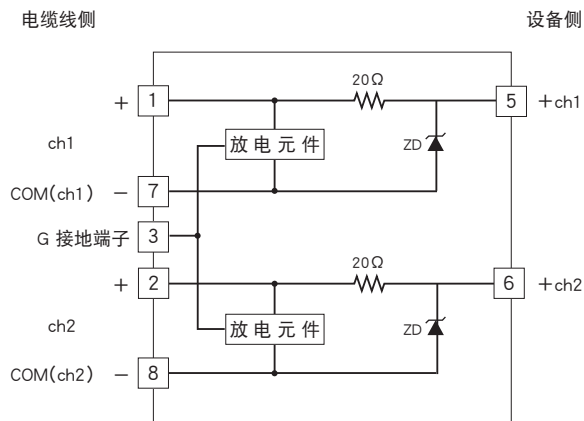 电缆线侧
设备侧
20Ω
+ 1
5 +ch1
放电元件
ZD
ch1
COM(ch1) − 7
G 接地端子 3
20Ω
+ 2
6 +ch2
放电元件
ZD
ch2
COM(ch2) − 8